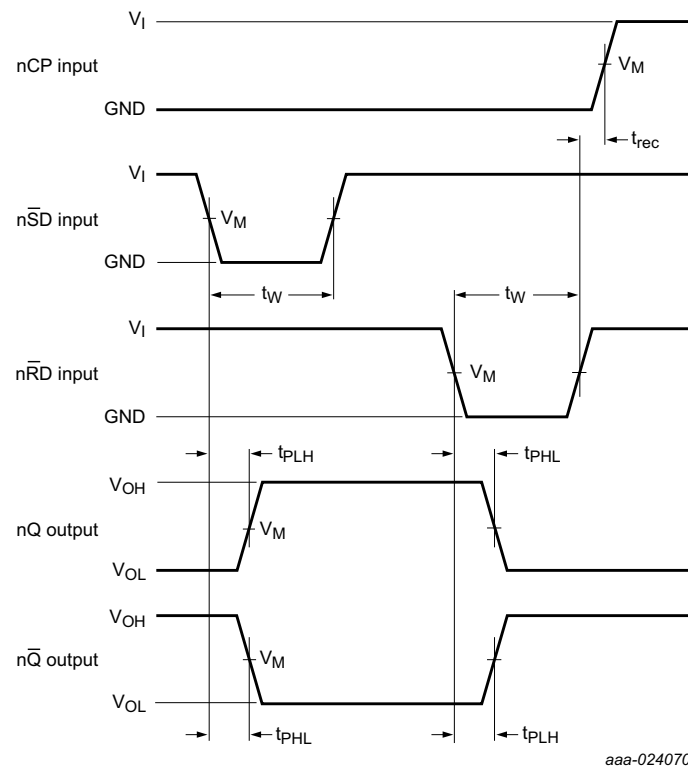 V_I
nCP input
V_M
GND
t_rec
V_I
nS̅D input
V_M
GND
t_W
t_W
V_I
nR̅D input
V_M
GND
t_PLH
t_PHL
V_OH
nQ output
V_M
V_OL
V_OH
nQ̅ output
V_M
V_OL
t_PHL
t_PLH
aaa-024070